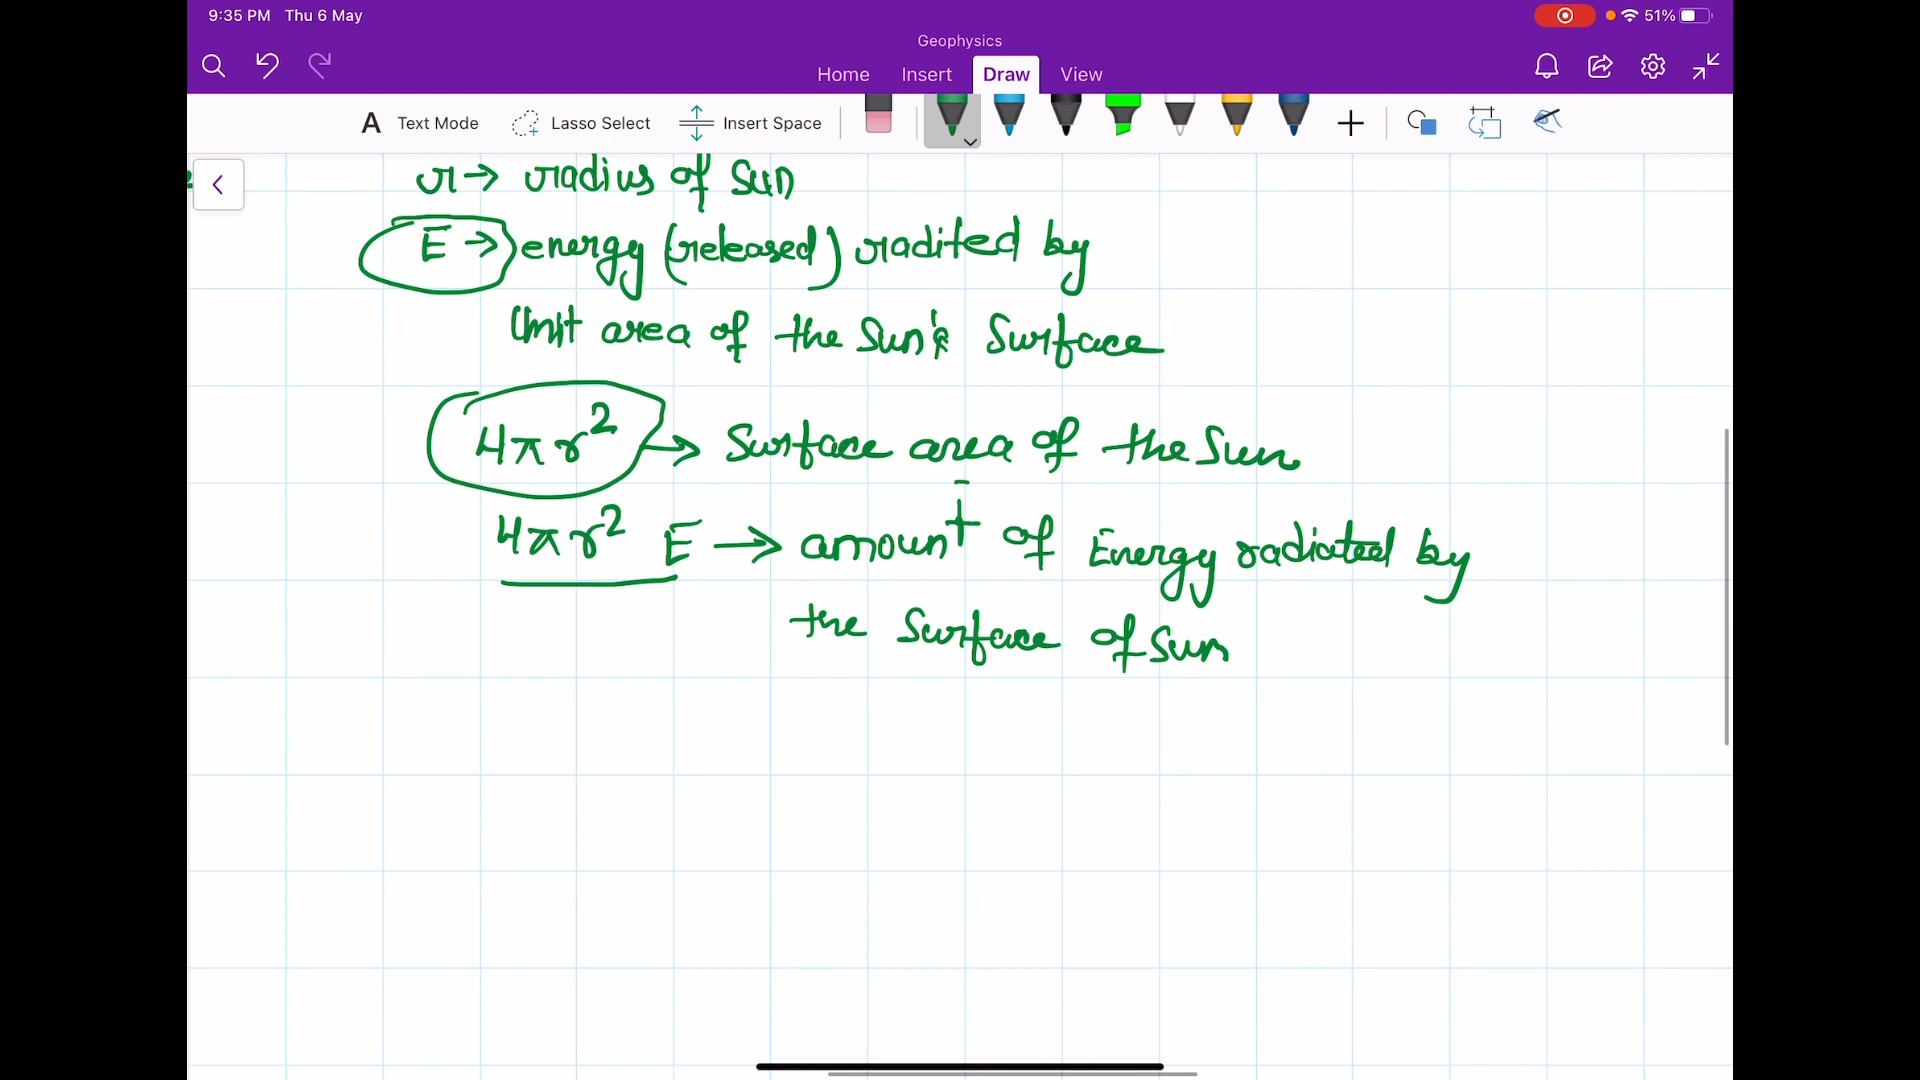 9:35 PM Thu 6 May
51%
Geophysics
Home Insert Draw View
A Text Mode Lasso Select Insert Space
r → radius of Sun
E → energy (released) radited by
Unit area of the Sun's Surface
4πr² → Surface area of the Sun
4πr² E → amount of Energy radiated by
the Surface of Sun